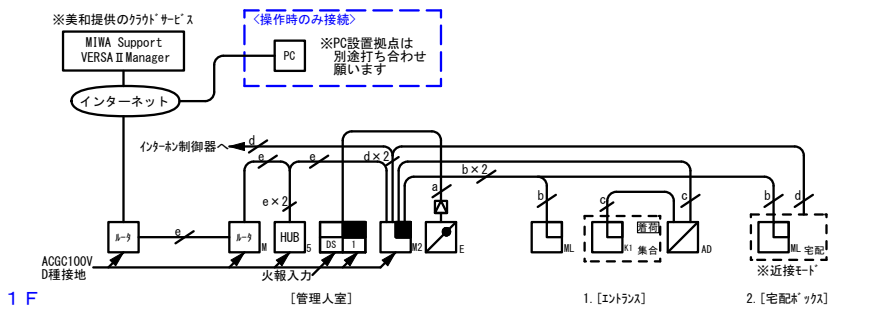 ※美和提供のクラウドサービス
MIWA Support
VERSAⅡManager
<操作時のみ接続>
PC
※PC設置拠点は
別途打ち合わせ
願います
インターネット
インターホン制御器へ
d
e
e
d×2
b×2
e×2
a
b
c
c
b
d
ルータ
e
ルータ
M
HUB
5
DS
1
M2
E
ML
K1
着荷
集合
AD
ML
宅配
※近接モード
ACGC100V
D種接地
火報入力
1F
[管理人室]
1. [エントランス]
2. [宅配ボックス]